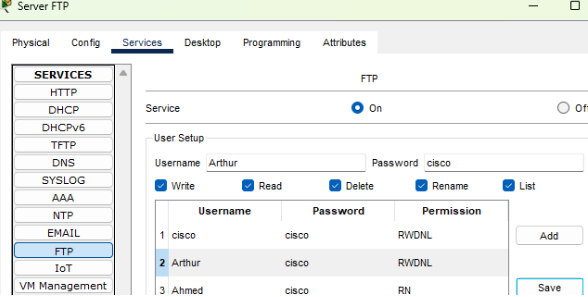 Server FTP
Physical Config Services Desktop Programming Attributes
SERVICES
HTTP
DHCP
DHCPv6
TFTP
DNS
SYSLOG
AAA
NTP
EMAIL
FTP
IoT
VM Management
FTP
Service On Off
User Setup
Username Arthur Password cisco
Write Read Delete Rename List
Username Password Permission
1 cisco cisco RWDNL
2 Arthur cisco RWDNL
3 Ahmed cisco RN
Add
Save